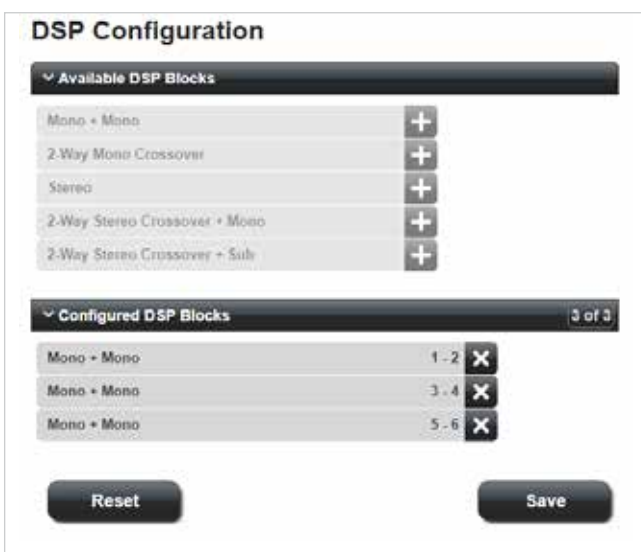 DSP Configuration
Available DSP Blocks
Mono + Mono
2-Way Mono Crossover
Stereo
2-Way Stereo Crossover + Mono
2-Way Stereo Crossover + Sub
Configured DSP Blocks 3 of 3
Mono + Mono 1 - 2
Mono + Mono 3 - 4
Mono + Mono 5 - 6
Reset Save